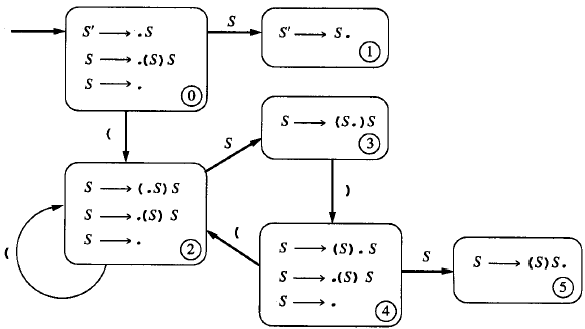 S' ⟶ .S
S ⟶ .(S) S
S ⟶ .
0
S
S' ⟶ S.
1
(
S
S ⟶ (S.) S
3
S ⟶ (.S) S
S ⟶ .(S) S
S ⟶ .
2
)
(
(
S ⟶ (S).S
S ⟶ .(S) S
S ⟶ .
4
S
S ⟶ (S) S.
5